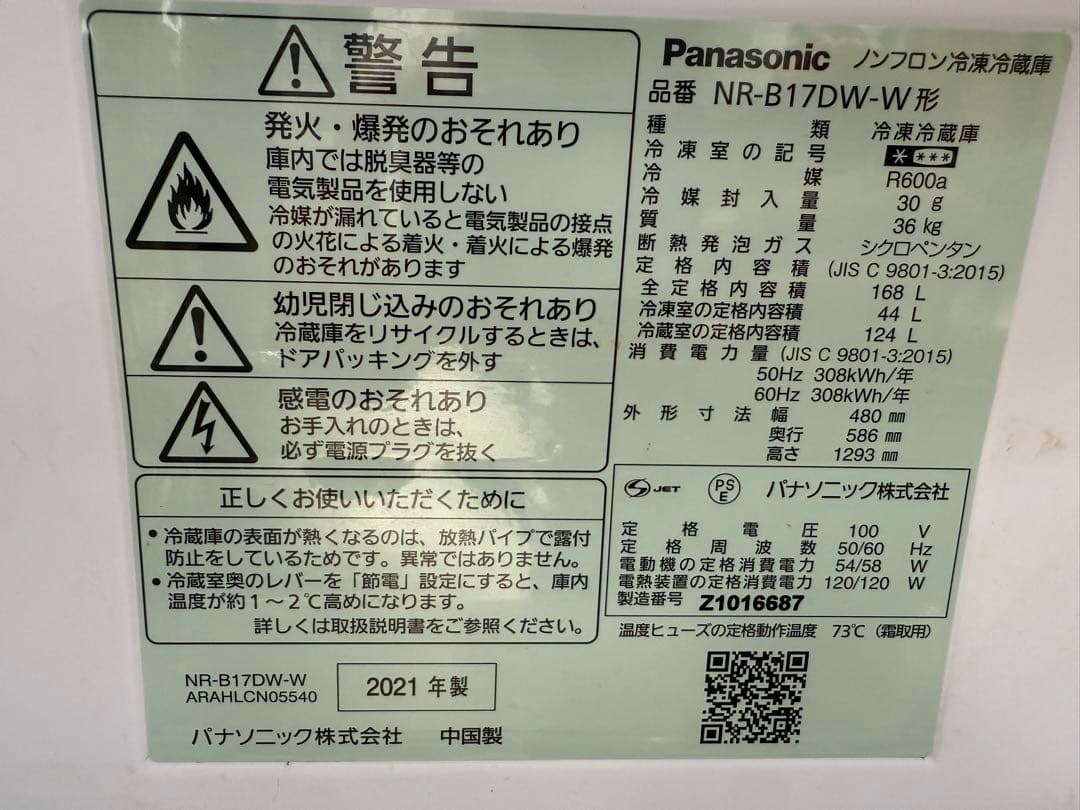 警告
発火・爆発のおそれあり
庫内では脱臭器等の
電気製品を使用しない
冷媒が漏れていると電気製品の接点
の火花による着火・着火による爆発
のおそれがあります
幼児閉じ込みのおそれあり
冷蔵庫をリサイクルするときは、
ドアパッキングを外す
感電のおそれあり
お手入れのときは、
必ず電源プラグを抜く
正しくお使いいただくために
●冷蔵庫の表面が熱くなるのは、放熱パイプで露付
防止をしているためです。異常ではありません。
●冷蔵室奥のレバーを「節電」設定にすると、庫内
温度が約1～2℃高めになります。
詳しくは取扱説明書をご参照ください。
NR-B17DW-W
ARAHLCN05540
2021 年製
パナソニック株式会社 中国製
Panasonic ノンフロン冷凍冷蔵庫
品番 NR-B17DW-W形
種類 冷凍冷蔵庫
冷凍室の記号 * ***
冷媒 R600a
冷媒封入量 30 g
質量 36 kg
断熱発泡ガス シクロペンタン
定格内容積 (JIS C 9801-3:2015)
全定格内容積 168 L
冷凍室の定格内容積 44 L
冷蔵室の定格内容積 124 L
消費電力量 (JIS C 9801-3:2015)
50Hz 308kWh/年
60Hz 308kWh/年
外形寸法 幅 480 mm
奥行 586 mm
高さ 1293 mm
JET PSE パナソニック株式会社
定格電圧 100 V
定格周波数 50/60 Hz
電動機の定格消費電力 54/58 W
電熱装置の定格消費電力 120/120 W
製造番号 Z1016687
温度ヒューズの定格動作温度 73℃（霜取用）